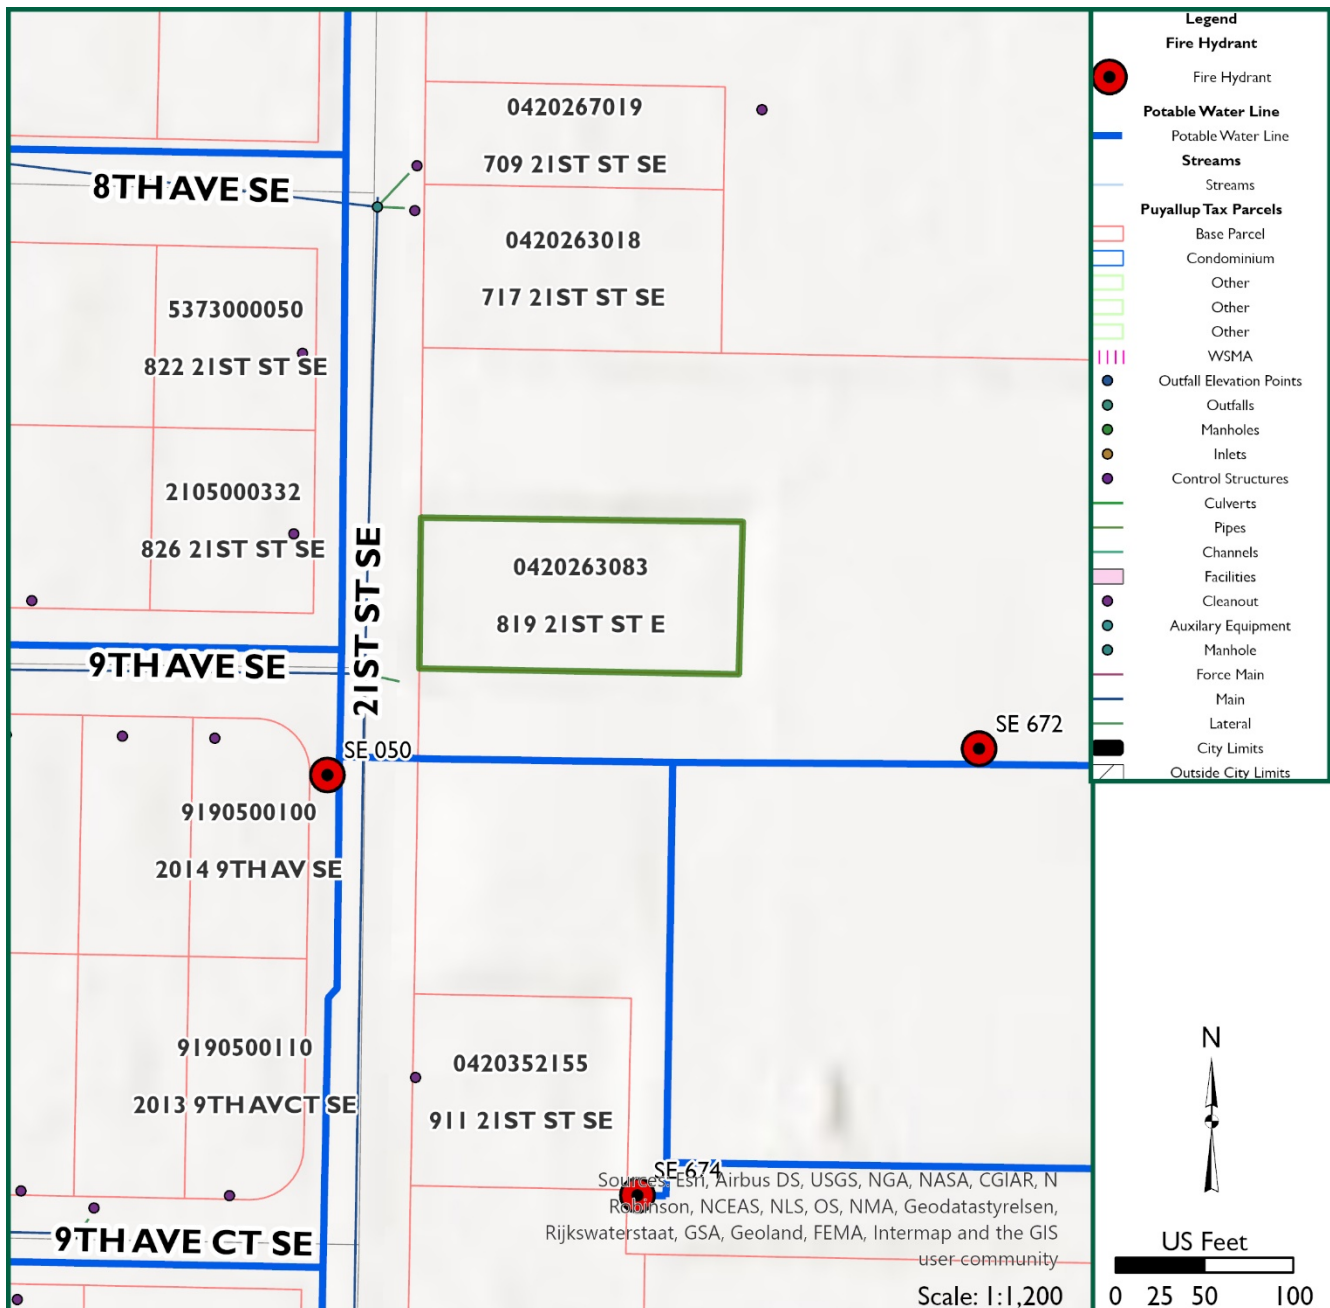 0420267019
709 21ST ST SE
8TH AVE SE
0420263018
717 21ST ST SE
5373000050
822 21ST ST SE
2105000332
826 21ST ST SE
21ST ST SE
0420263083
819 21ST ST E
9TH AVE SE
SE 050
SE 672
9190500100
2014 9TH AV SE
9190500110
2013 9TH AVCT SE
0420352155
911 21ST ST SE
SE 674
9TH AVE CT SE
Sources: Esri, Airbus DS, USGS, NGA, NASA, CGIAR, N
Robinson, NCEAS, NLS, OS, NMA, Geodatastyrelsen,
Rijkswaterstaat, GSA, Geoland, FEMA, Intermap and the GIS
user community
Scale: 1:1,200
Legend
Fire Hydrant
Fire Hydrant
Potable Water Line
Potable Water Line
Streams
Streams
Puyallup Tax Parcels
Base Parcel
Condominium
Other
Other
Other
WSMA
Outfall Elevation Points
Outfalls
Manholes
Inlets
Control Structures
Culverts
Pipes
Channels
Facilities
Cleanout
Auxilary Equipment
Manhole
Force Main
Main
Lateral
City Limits
Outside City Limits
N
US Feet
0 25 50 100